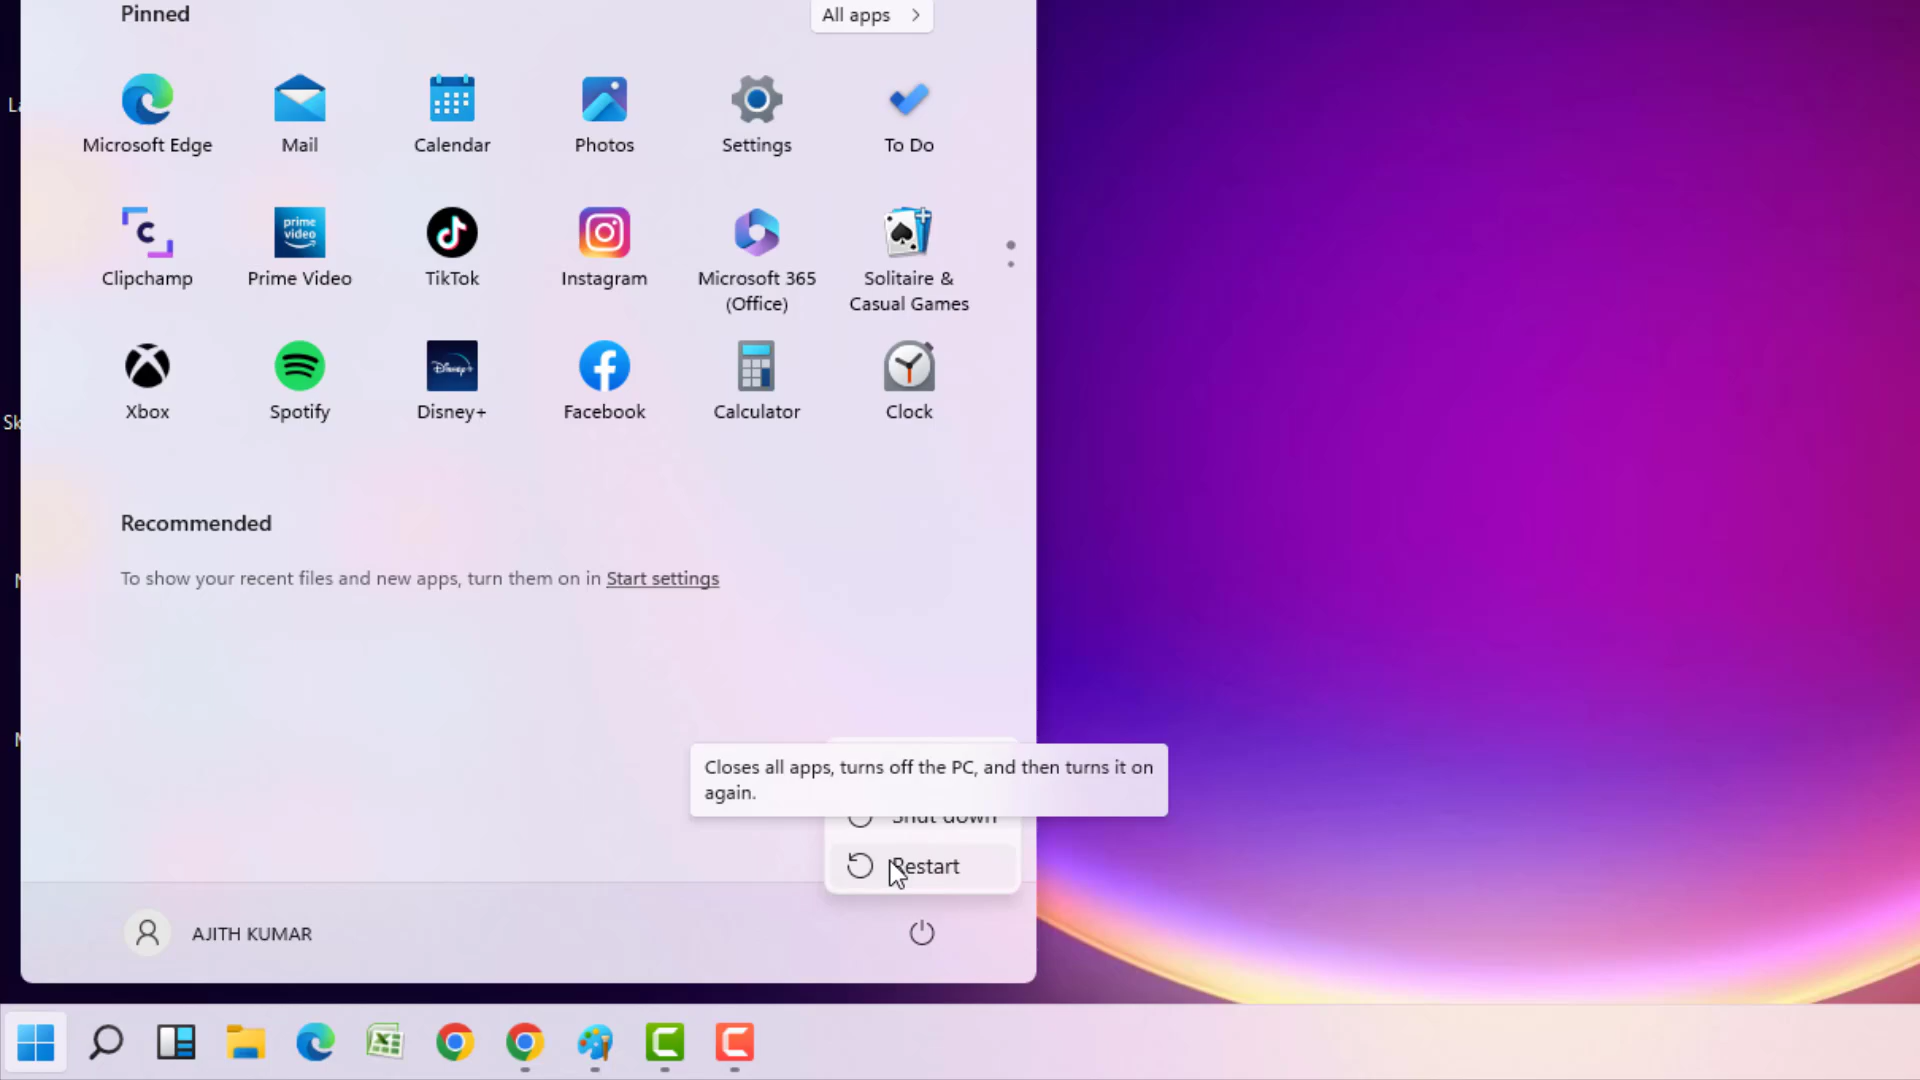 Pinned
All apps
Microsoft Edge
Mail
Calendar
Photos
Settings
To Do
Clipchamp
prime video
Prime Video
TikTok
Instagram
Microsoft 365
(Office)
Solitaire &
Casual Games
Xbox
Spotify
Disney+
Disney+
Facebook
Calculator
Clock
Recommended
To show your recent files and new apps, turn them on in Start settings
Closes all apps, turns off the PC, and then turns it on
again.
Shut down
Restart
AJITH KUMAR